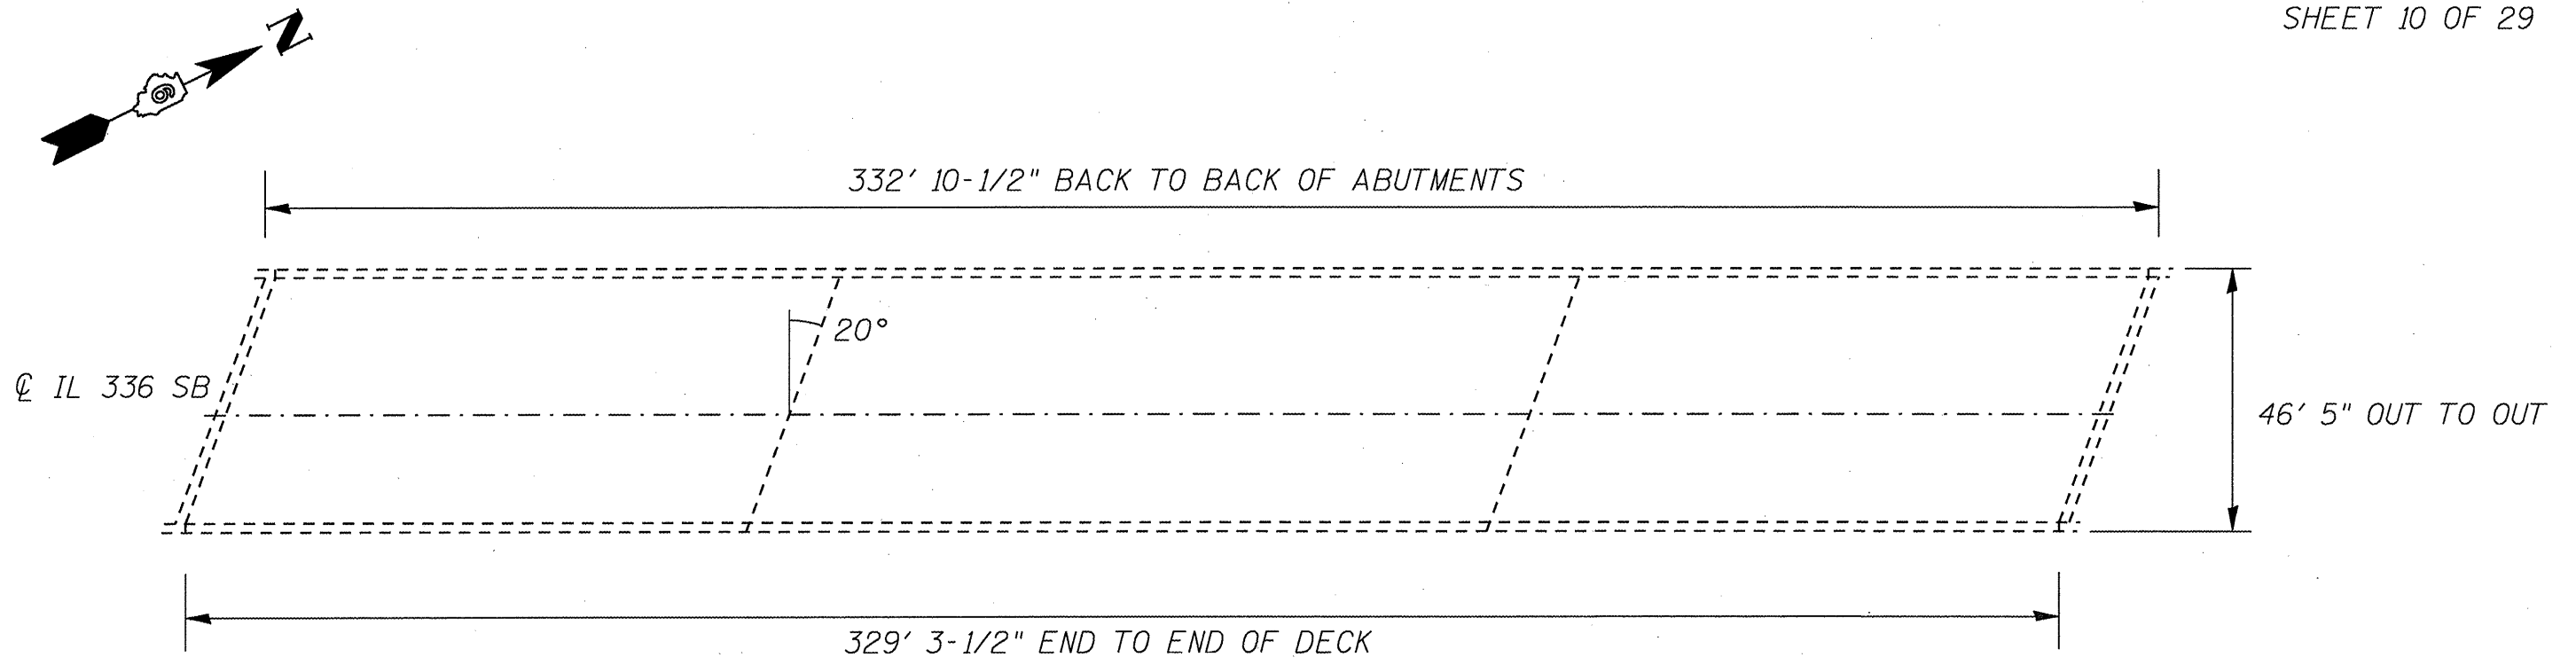 SHEET 10 OF 29
N
6
332' 10-1/2" BACK TO BACK OF ABUTMENTS
20°
℄ IL 336 SB
46' 5" OUT TO OUT
329' 3-1/2" END TO END OF DECK